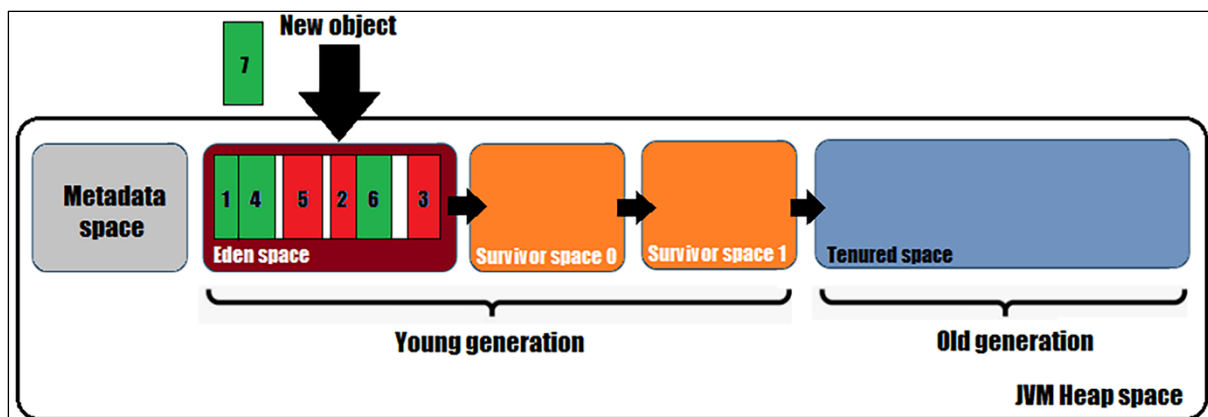 New object
7
Metadata
space
1 4 5 2 6 3
Eden space
Survivor space 0
Survivor space 1
Tenured space
Young generation
Old generation
JVM Heap space